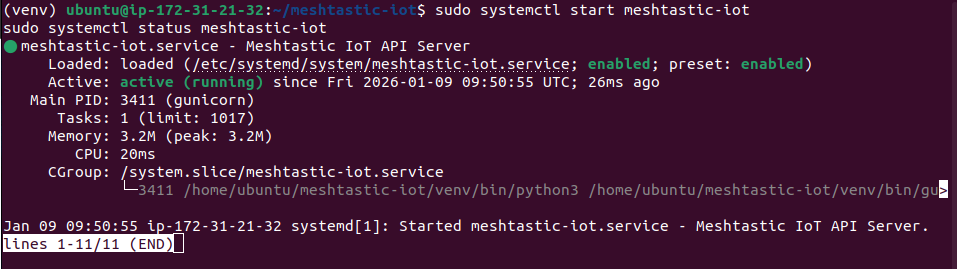 (venv) ubuntu@ip-172-31-21-32:~/meshtastic-iot$ sudo systemctl start meshtastic-iot
sudo systemctl status meshtastic-iot
● meshtastic-iot.service - Meshtastic IoT API Server
     Loaded: loaded (/etc/systemd/system/meshtastic-iot.service; enabled; preset: enabled)
     Active: active (running) since Fri 2026-01-09 09:50:55 UTC; 26ms ago
   Main PID: 3411 (gunicorn)
      Tasks: 1 (limit: 1017)
     Memory: 3.2M (peak: 3.2M)
        CPU: 20ms
     CGroup: /system.slice/meshtastic-iot.service
             └─3411 /home/ubuntu/meshtastic-iot/venv/bin/python3 /home/ubuntu/meshtastic-iot/venv/bin/gu>

Jan 09 09:50:55 ip-172-31-21-32 systemd[1]: Started meshtastic-iot.service - Meshtastic IoT API Server.
lines 1-11/11 (END)